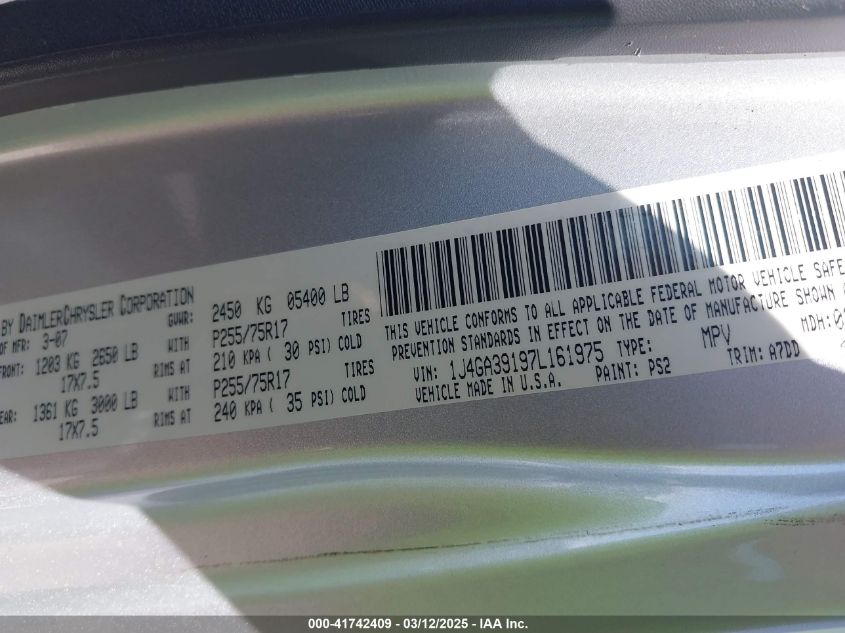 BY DAIMLERCHRYSLER CORPORATION
OF MFR: 3-07 GVWR: 2450 KG 05400 LB
FRONT: 1203 KG 2650 LB WITH P255/75R17 TIRES
17X7.5 RIMS AT 210 KPA ( 30 PSI) COLD
EAR: 1361 KG 3000 LB WITH P255/75R17 TIRES
17X7.5 RIMS AT 240 KPA ( 35 PSI) COLD
THIS VEHICLE CONFORMS TO ALL APPLICABLE FEDERAL MOTOR VEHICLE SAFE
PREVENTION STANDARDS IN EFFECT ON THE DATE OF MANUFACTURE SHOWN
VIN: 1J4GA39197L161975 TYPE: MPV MDH:
VEHICLE MADE IN U.S.A. PAINT: PS2 TRIM: A7DD
000-41742409 - 03/12/2025 - IAA Inc.